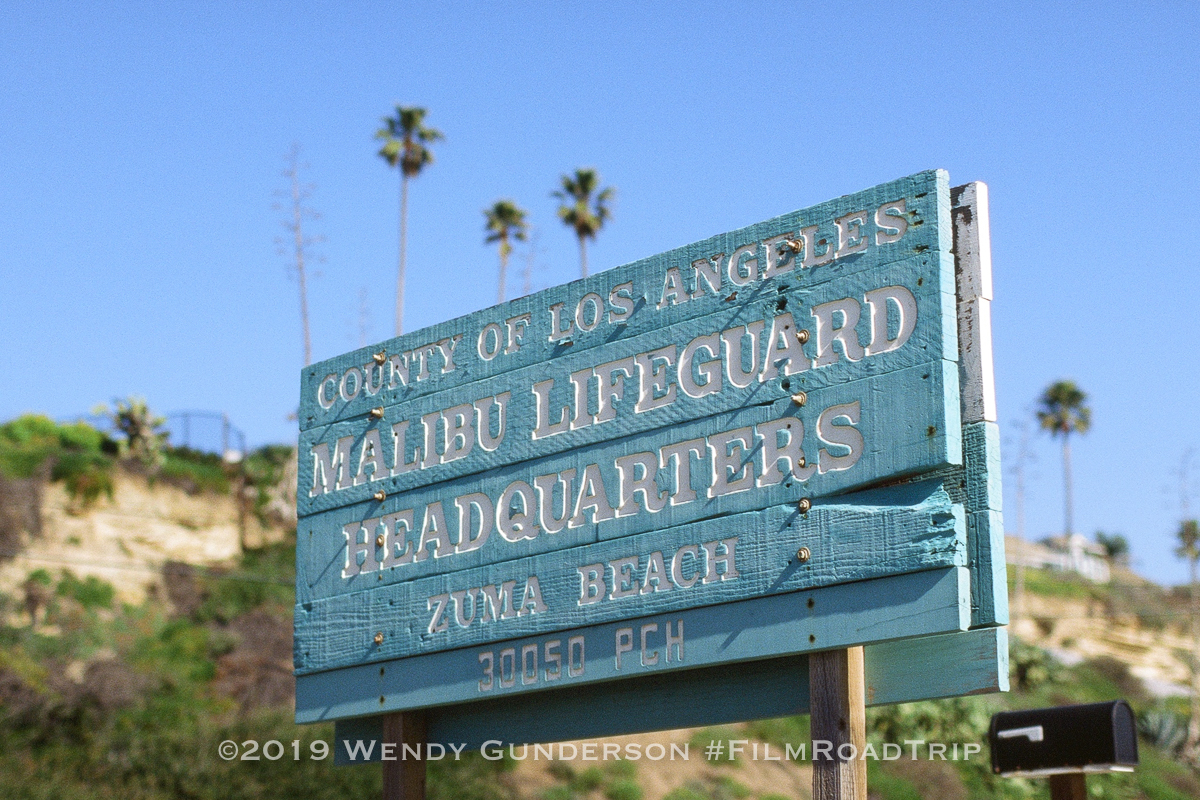 COUNTY OF LOS ANGELES
MALIBU LIFEGUARD
HEADQUARTERS
ZUMA BEACH
30050 PCH
©2019 WENDY GUNDERSON #FILMROADTRIP